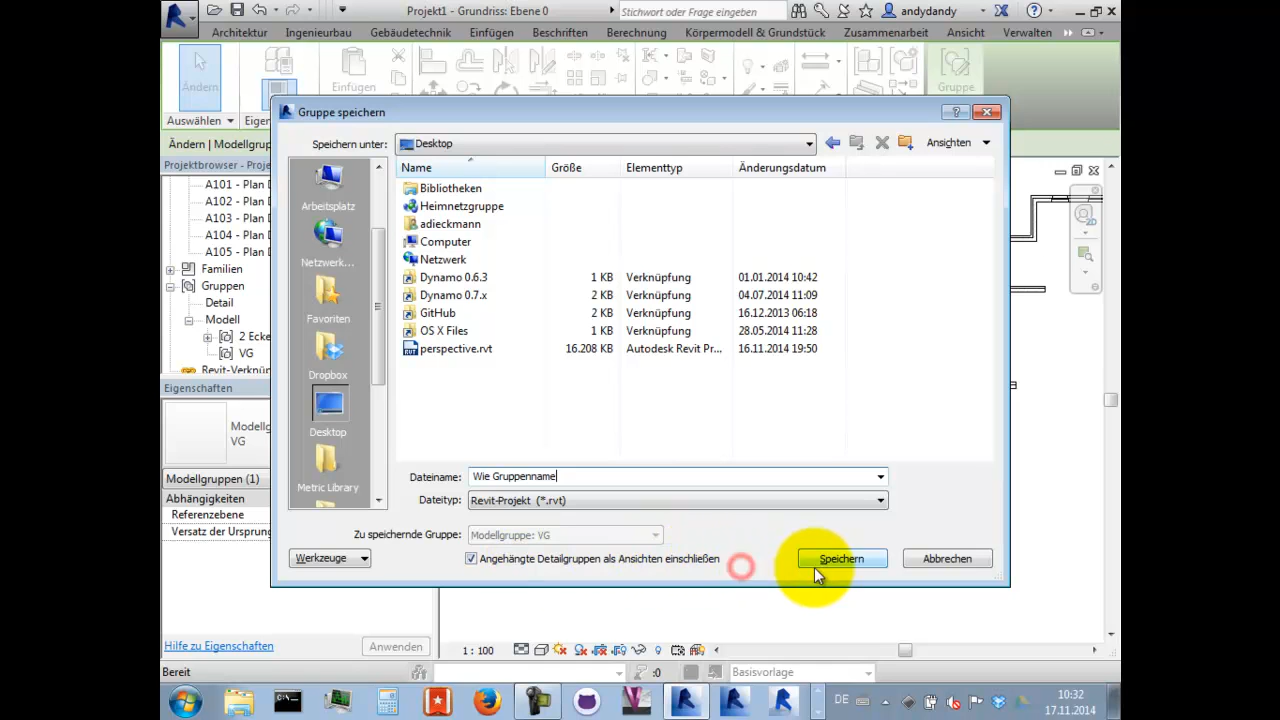 Projekt1 - Grundriss: Ebene 0
Stichwort oder Frage eingeben
andydandy
Architektur
Ingenieurbau
Gebäudetechnik
Einfügen
Beschriften
Berechnung
Körpermodell & Grundstück
Zusammenarbeit
Ansicht
Verwalten
Ändern
Einfügen
Gruppe
Auswählen
Eigen
Ändern | Modellgrup
Projektbrowser - Proje
A101 - Plan D
A102 - Plan D
A103 - Plan D
A104 - Plan D
A105 - Plan D
Familien
Gruppen
Detail
Modell
2 Ecke
VG
Revit-Verknüpf
Eigenschaften
Modell
VG
Modellgruppen (1)
Abhängigkeiten
Referenzebene
Versatz der Ursprun
Hilfe zu Eigenschaften
Anwenden
Gruppe speichern
Speichern unter:
Desktop
Ansichten
Arbeitsplatz
Netzwerk...
Favoriten
Dropbox
Desktop
Metric Library
Name Größe Elementtyp Änderungsdatum
Bibliotheken
Heimnetzgruppe
adieckmann
Computer
Netzwerk
Dynamo 0.6.3 1 KB Verknüpfung 01.01.2014 10:42
Dynamo 0.7.x 2 KB Verknüpfung 04.07.2014 11:09
GitHub 2 KB Verknüpfung 16.12.2013 06:18
OS X Files 1 KB Verknüpfung 28.05.2014 11:28
perspective.rvt 16.208 KB Autodesk Revit Pr... 16.11.2014 19:50
Dateiname: Wie Gruppenname
Dateityp: Revit-Projekt (*.rvt)
Zu speichernde Gruppe: Modellgruppe: VG
Werkzeuge
Angehängte Detailgruppen als Ansichten einschließen
Speichern
Abbrechen
1 : 100
Bereit
:0
Basisvorlage
DE
10:32
17.11.2014